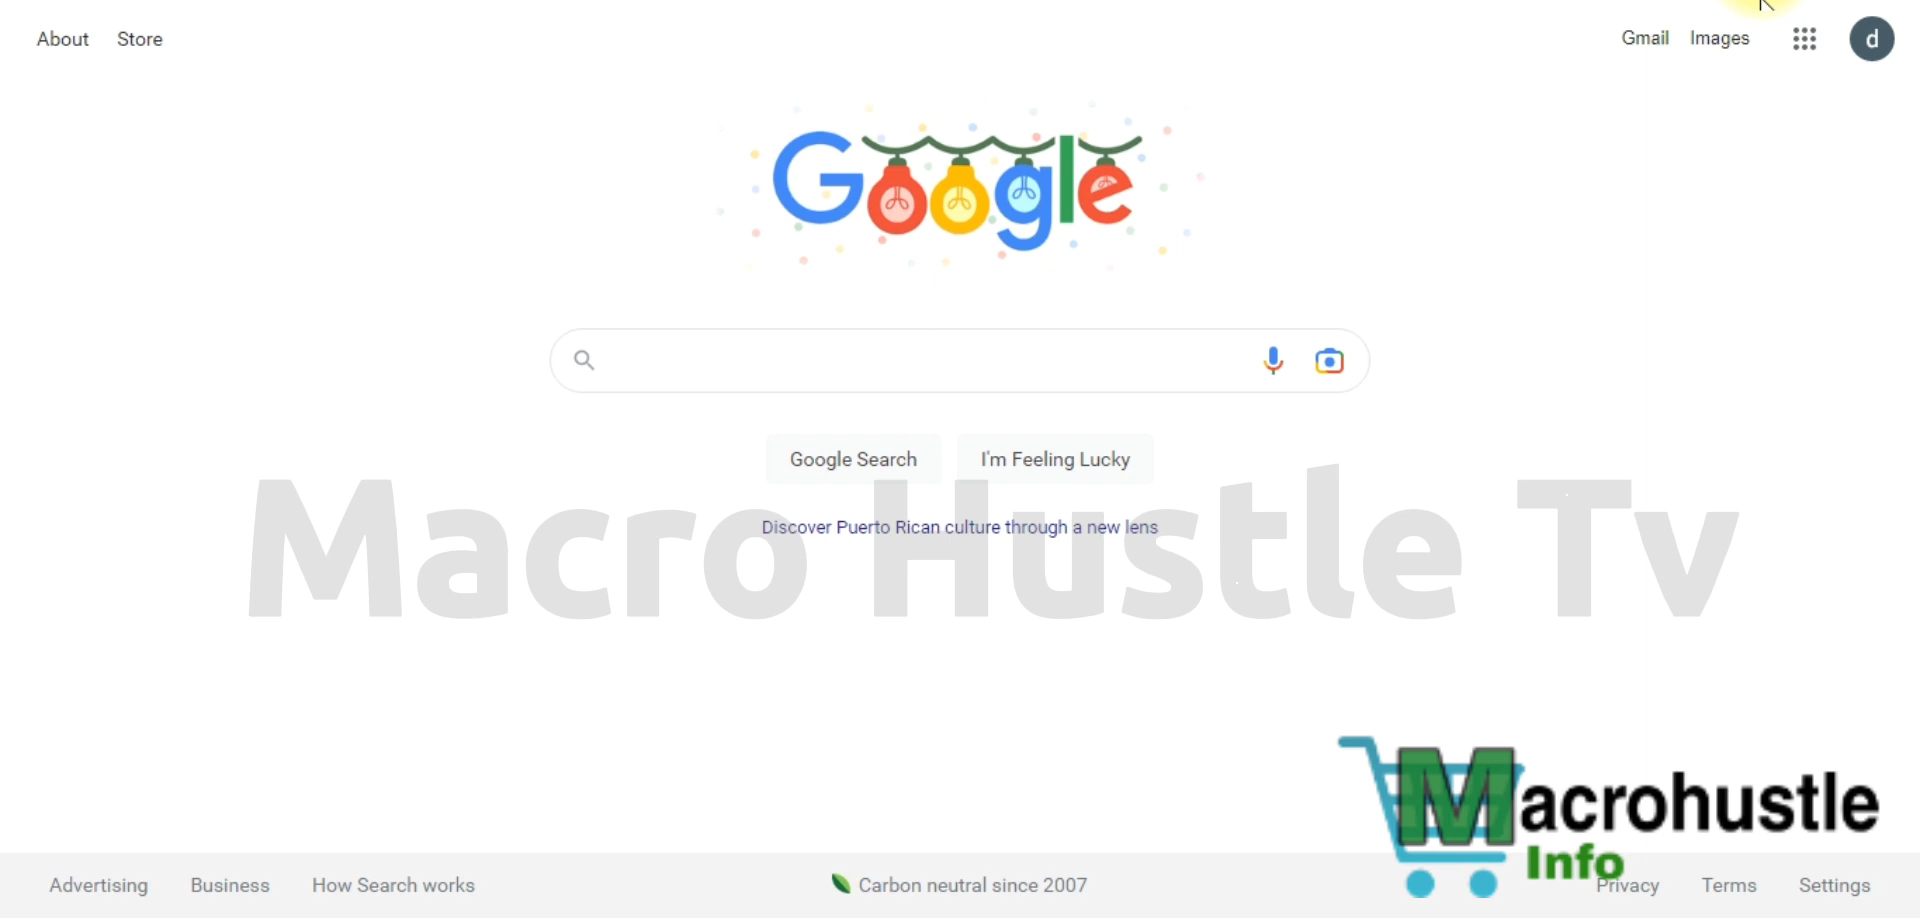 About Store
Gmail Images
d
Google
Google Search I'm Feeling Lucky
Macro Hustle Tv
Discover Puerto Rican culture through a new lens
Macrohustle
Info
Advertising Business How Search works
Carbon neutral since 2007
Privacy Terms Settings